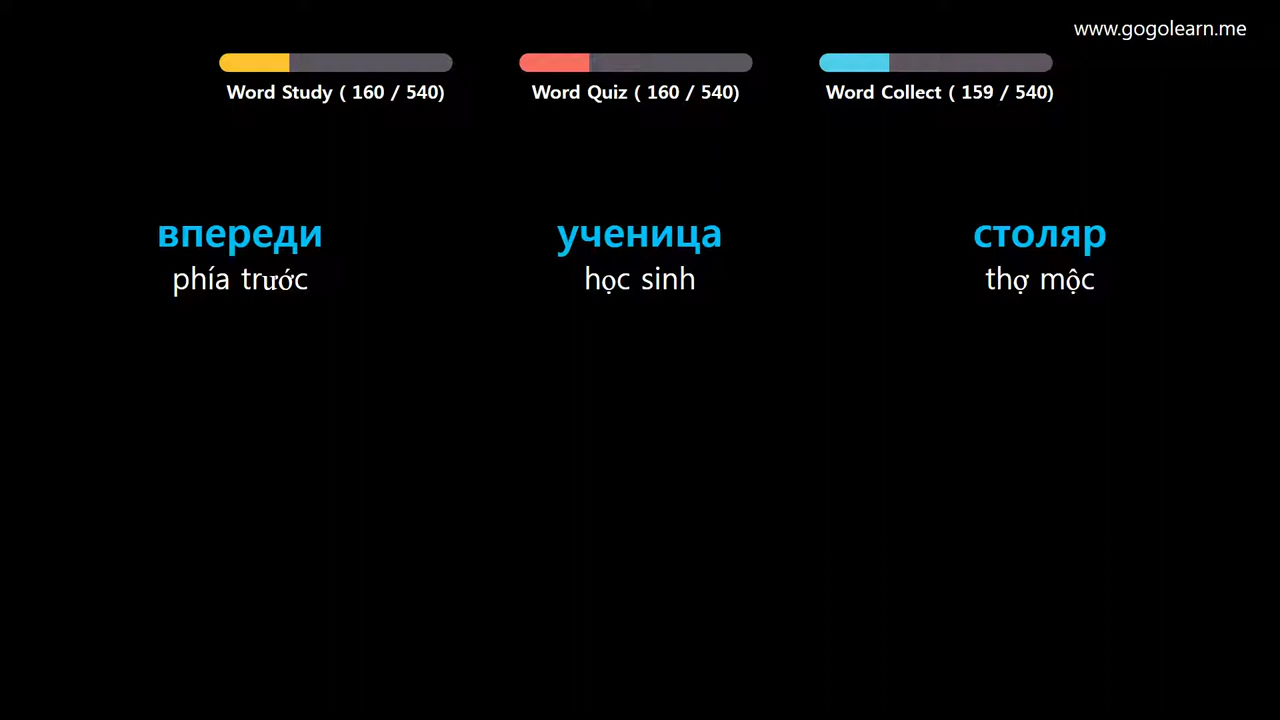 www.gogolearn.me
Word Study ( 160 / 540)
Word Quiz ( 160 / 540)
Word Collect ( 159 / 540)
впереди
phía trước
ученица
học sinh
столяр
thợ mộc